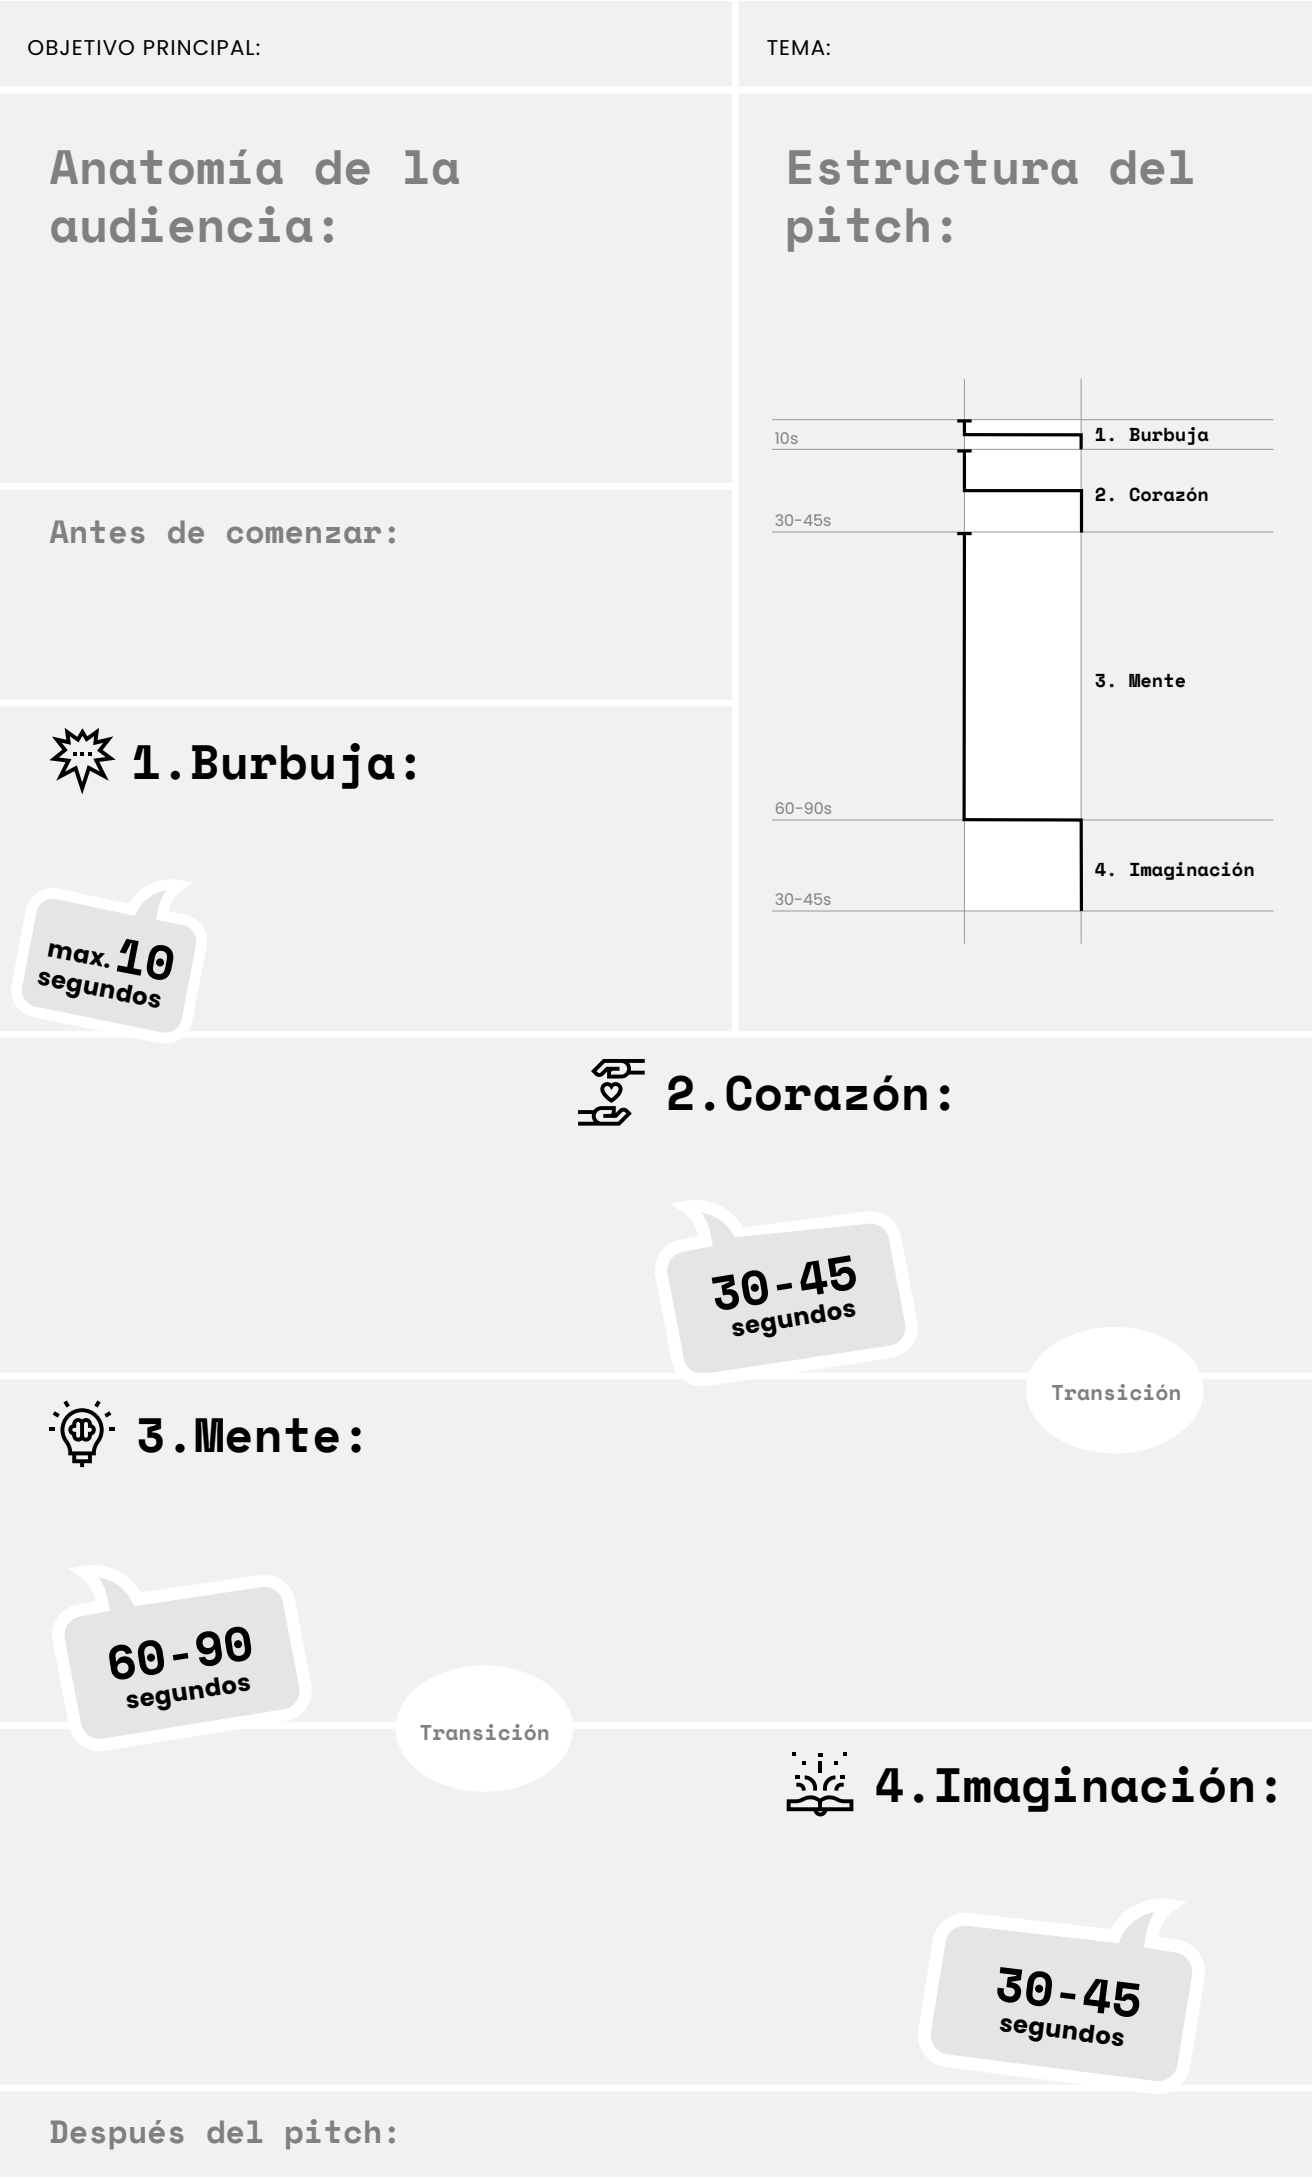 OBJETIVO PRINCIPAL:
TEMA:
Anatomía de la
audiencia:
Estructura del
pitch:
10s
1. Burbuja
2. Corazón
30-45s
3. Mente
60-90s
4. Imaginación
30-45s
Antes de comenzar:
1.Burbuja:
max. 10
segundos
2.Corazón:
30-45
segundos
Transición
3.Mente:
60-90
segundos
Transición
4.Imaginación:
30-45
segundos
Después del pitch: